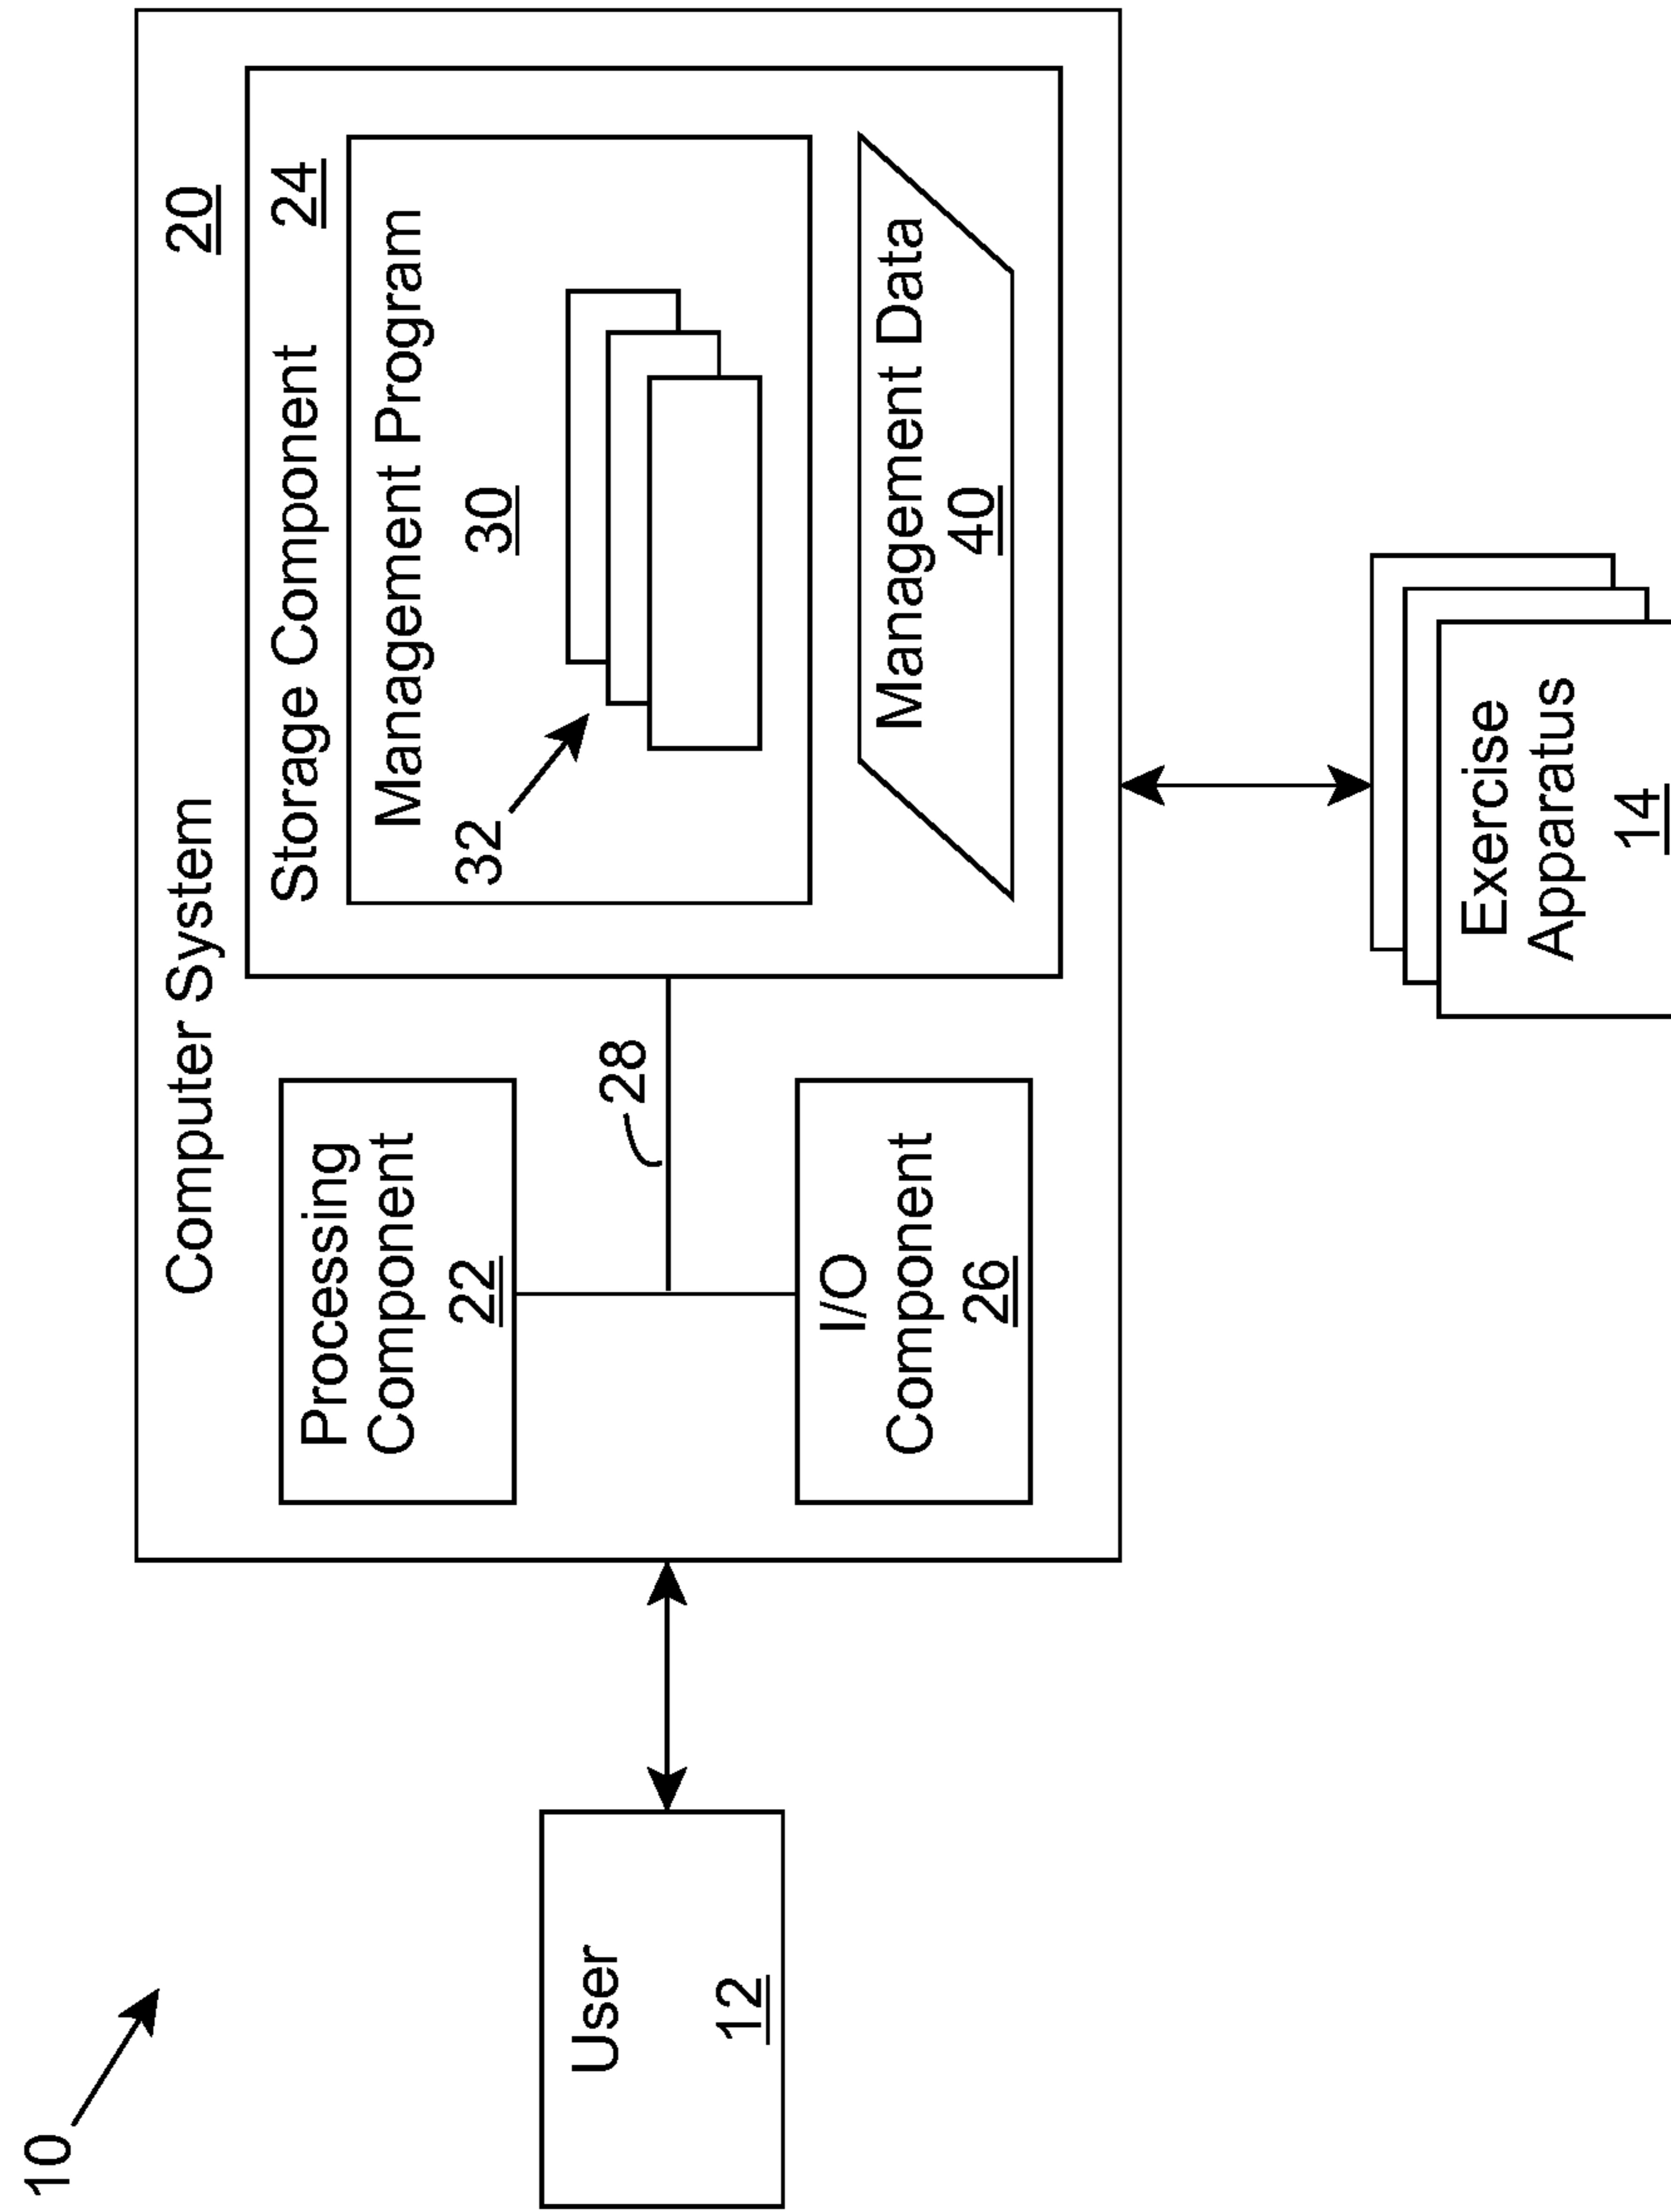 10
Computer System
20
Processing
Component
22
Storage Component
24
Management Program
30
32
28
User
12
I/O
Component
26
Management Data
40
Exercise
Apparatus
14